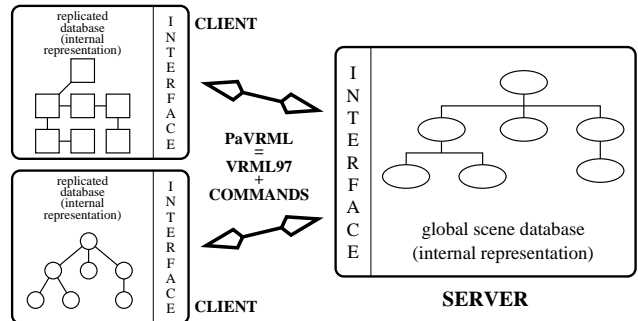 replicated
database
(internal
representation)
INTERFACE
CLIENT
PaVRML
=
VRML97
+
COMMANDS
replicated
database
(internal
representation)
INTERFACE
CLIENT
INTERFACE
global scene database
(internal representation)
SERVER